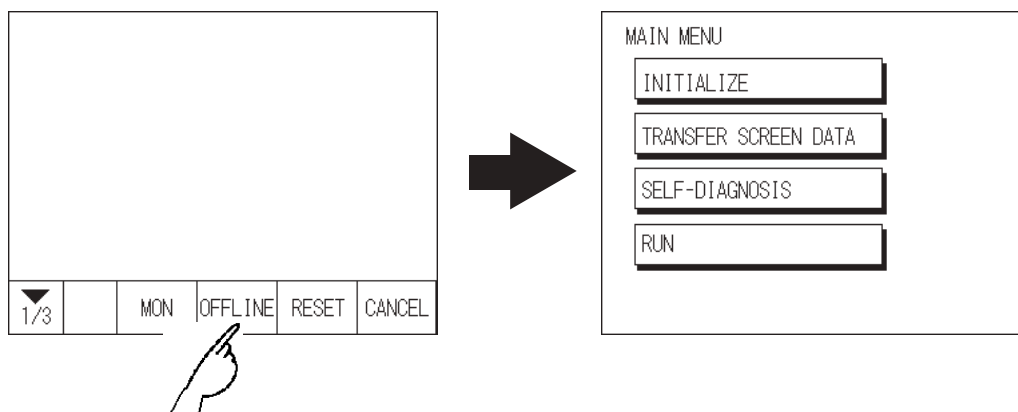 1/3 MON OFFLINE RESET CANCEL
MAIN MENU
INITIALIZE
TRANSFER SCREEN DATA
SELF-DIAGNOSIS
RUN